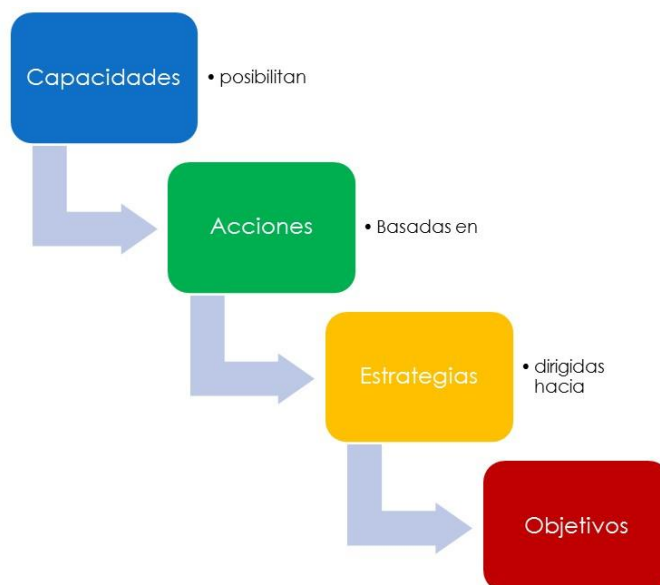 Capacidades
• posibilitan
Acciones
• Basadas en
Estrategias
• dirigidas
hacia
Objetivos